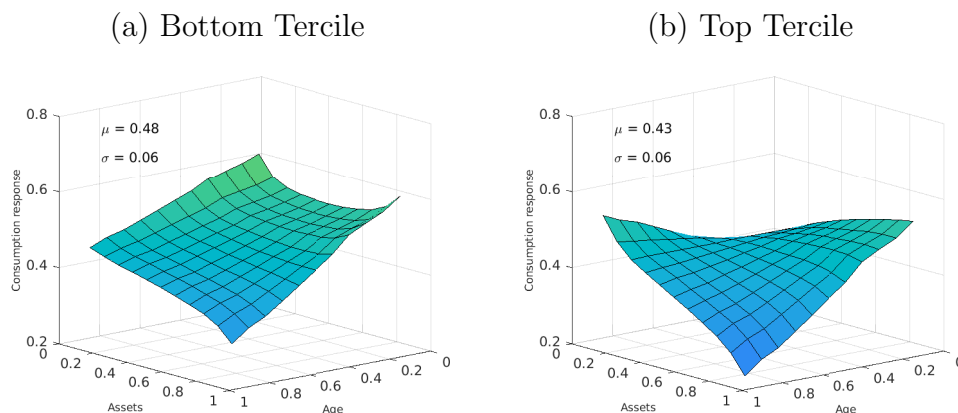 (a) Bottom Tercile
0.8
μ = 0.48
σ = 0.06
0.6
Consumption response
0.4
0.2
0
0.2
0.4
0.6
0.8
1
Assets
1
0.8
0.6
0.4
0.2
0
Age
(b) Top Tercile
0.8
μ = 0.43
σ = 0.06
0.6
Consumption response
0.4
0.2
0
0.2
0.4
0.6
0.8
1
Assets
1
0.8
0.6
0.4
0.2
0
Age